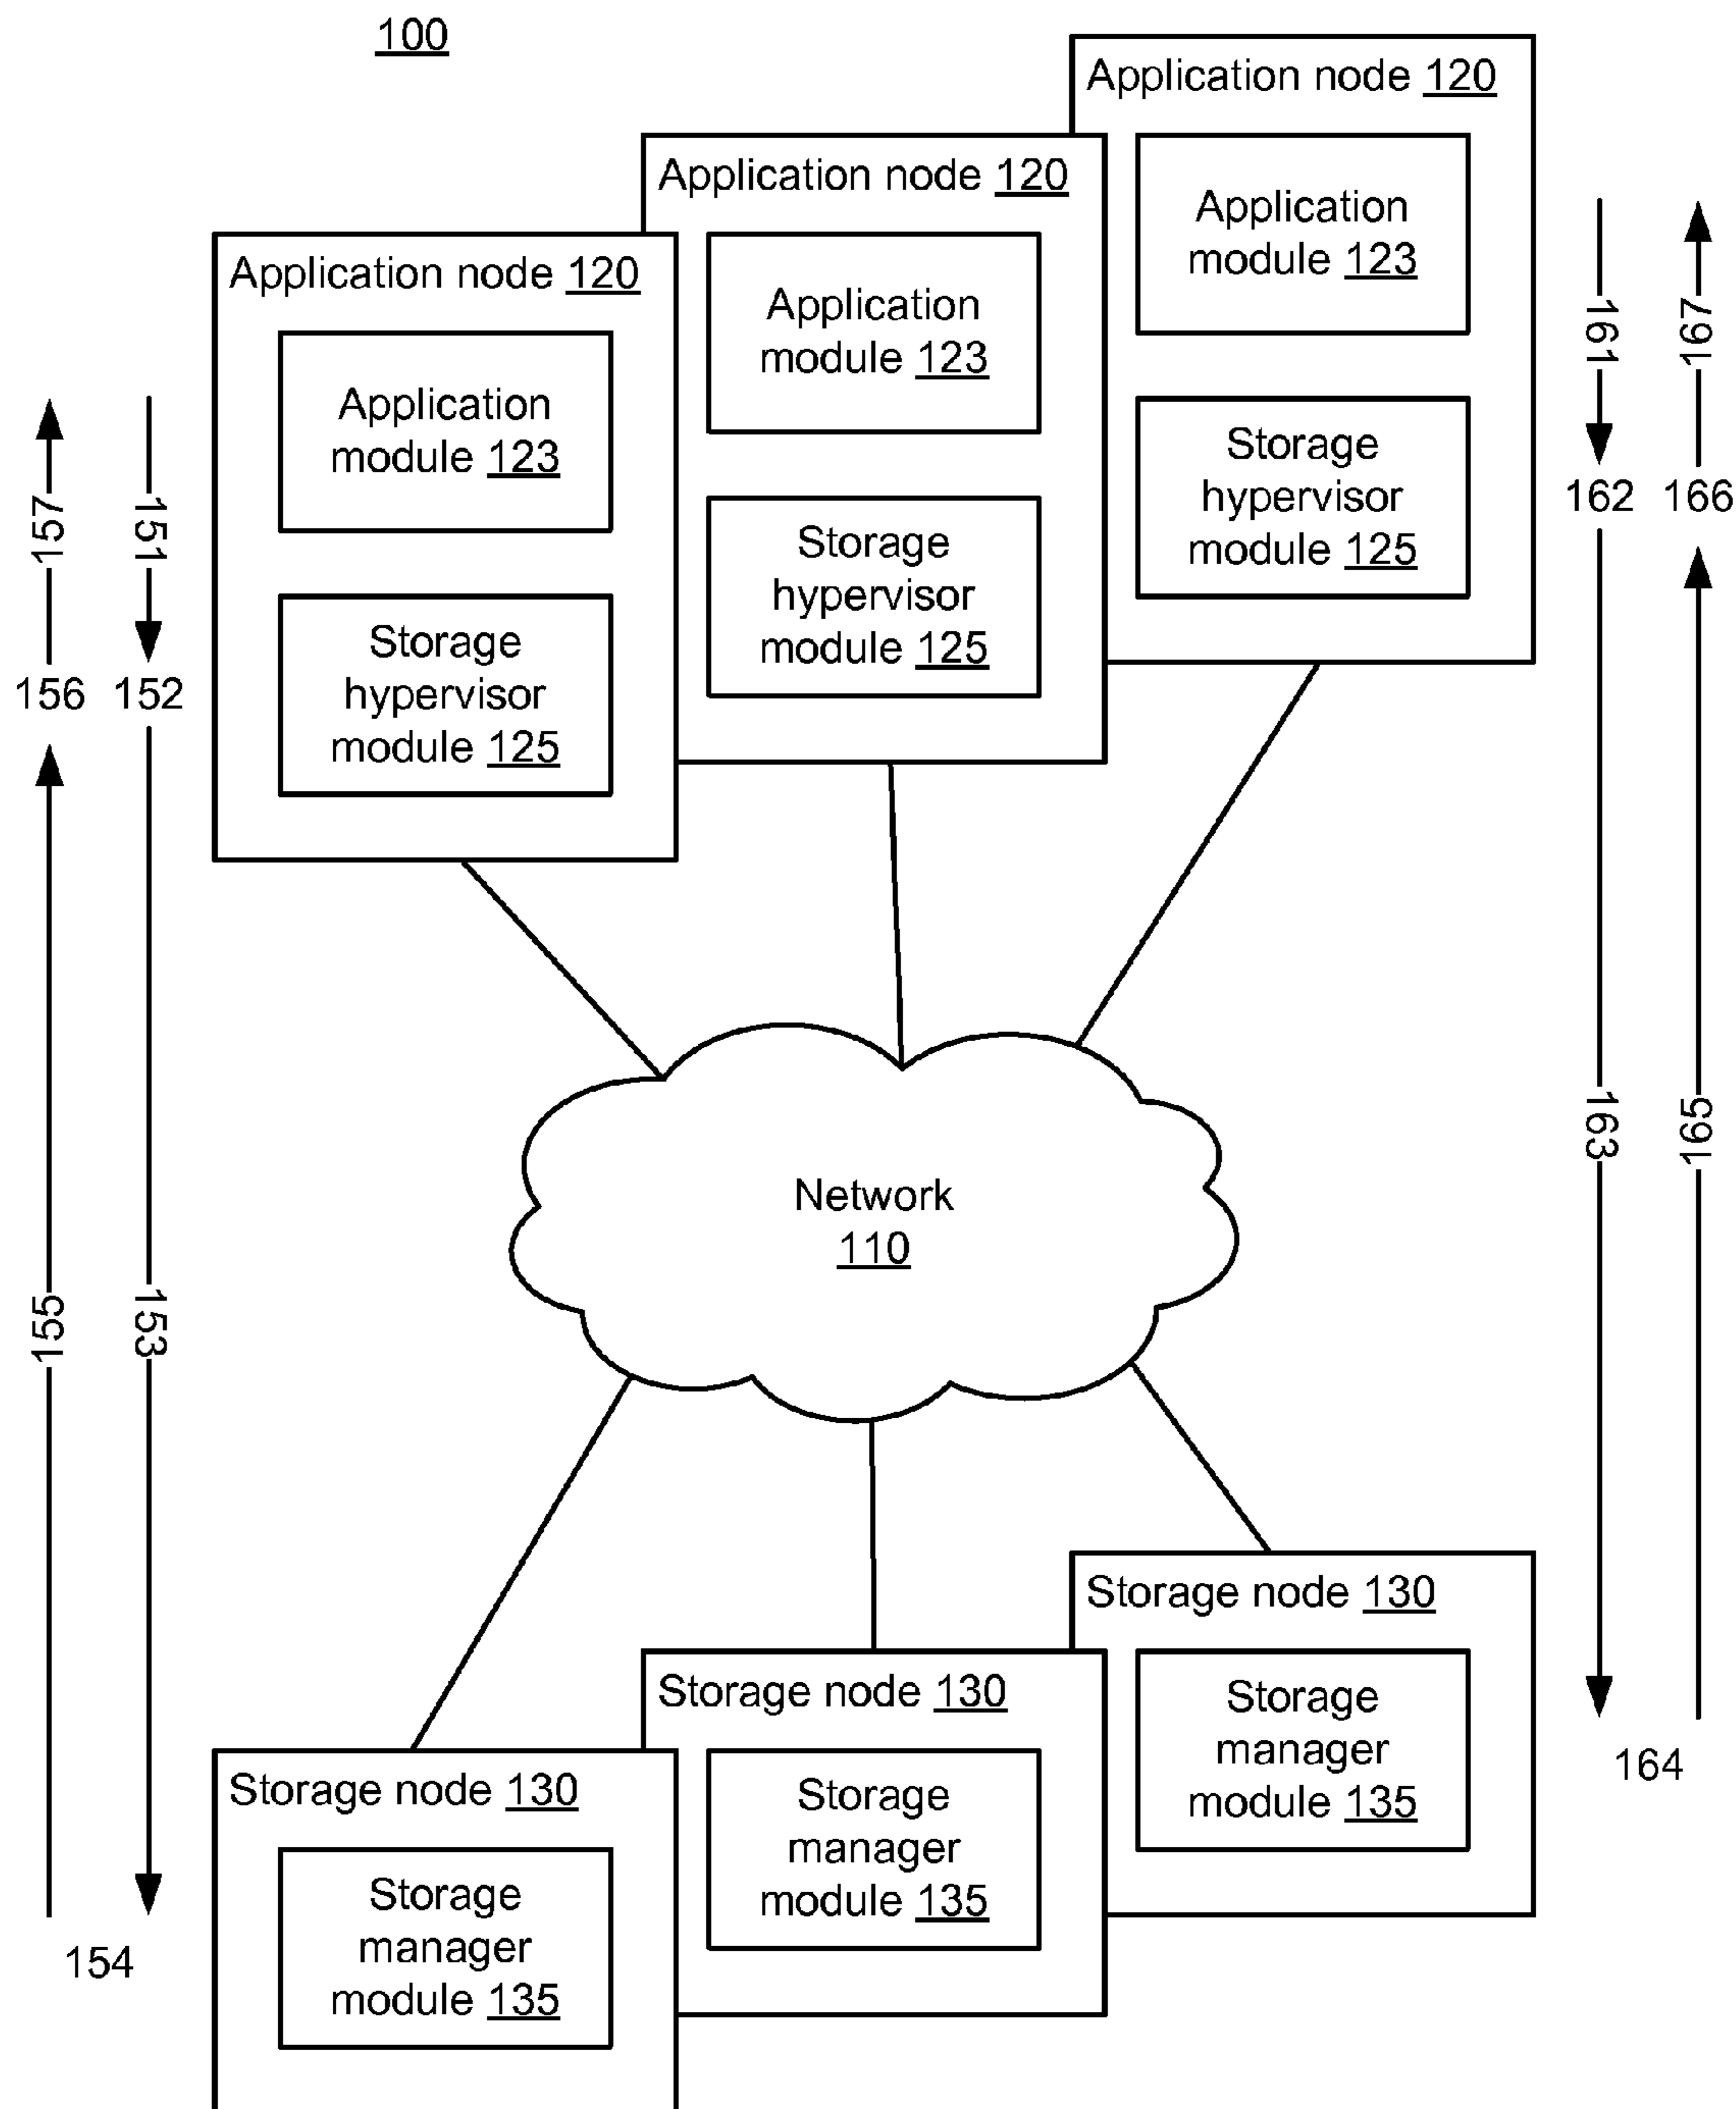 100
Application node 120
Application
module 123
Storage
hypervisor
module 125
Application node 120
Application
module 123
Storage
hypervisor
module 125
Application node 120
Application
module 123
Storage
hypervisor
module 125
157
151
156
152
155
153
154
161
167
162
166
163
165
164
Network
110
Storage node 130
Storage
manager
module 135
Storage node 130
Storage
manager
module 135
Storage node 130
Storage
manager
module 135